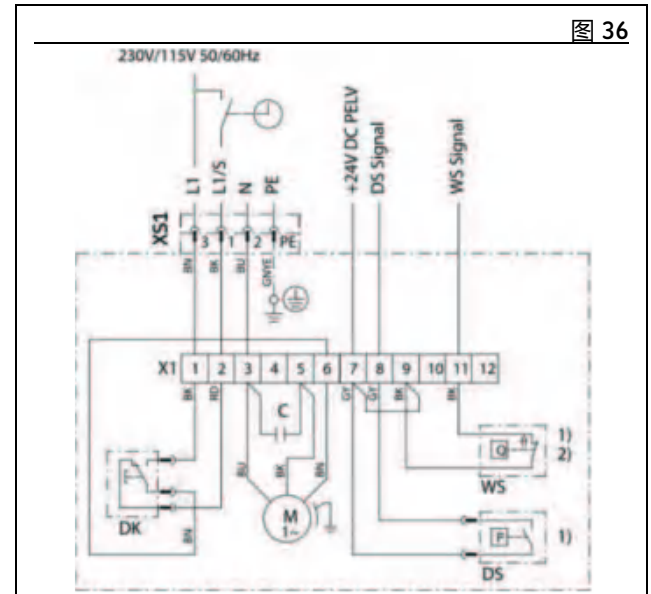 图 36
230V/115V 50/60Hz
L1
L1/S
N
PE
+24V DC PELV
DS Signal
WS Signal
XS1
3 1 2 PE
BN
BK
BU
GNYE
X1 1 2 3 4 5 6 7 8 9 10 11 12
BK
RD
GY
GY
BK
BK
C
BU
BK
BN
M
1~
DK
BN
Q
1)
2)
WS
P
1)
DS